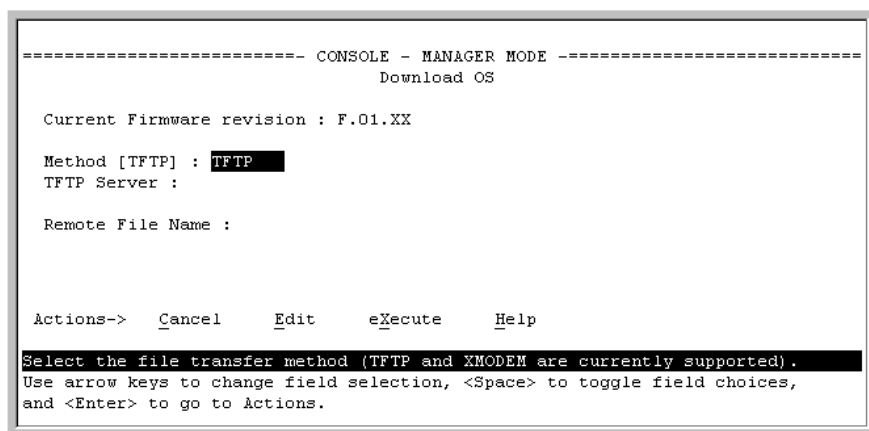 ===========================- CONSOLE - MANAGER MODE -============================
Download OS
Current Firmware revision : F.01.XX
Method [TFTP] : TFTP
TFTP Server :
Remote File Name :
Actions->   Cancel     Edit     eXecute     Help
Select the file transfer method (TFTP and XMODEM are currently supported).
Use arrow keys to change field selection, <Space> to toggle field choices,
and <Enter> to go to Actions.